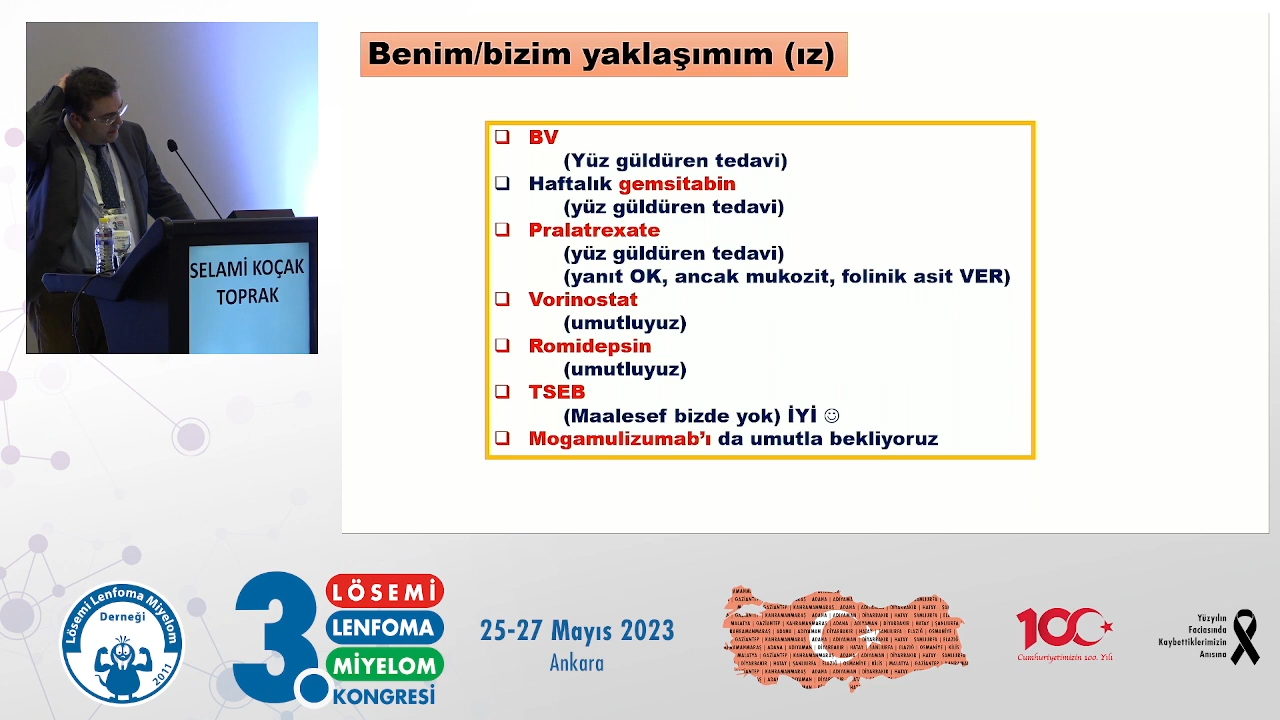 Benim/bizim yaklaşımım (ız)
❑ BV
(Yüz güldüren tedavi)
❑ Haftalık gemsitabin
(yüz güldüren tedavi)
❑ Pralatrexate
(yüz güldüren tedavi)
(yanıt OK, ancak mukozit, folinik asit VER)
❑ Vorinostat
(umutluyuz)
❑ Romidepsin
(umutluyuz)
❑ TSEB
(Maalesef bizde yok) İYİ ☺
❑ Mogamulizumab’ı da umutla bekliyoruz
SELAMİ KOÇAK
TOPRAK
Lösemi Lenfoma Miyelom
Derneği
2021
3.
LÖSEMİ
LENFOMA
MİYELOM
KONGRESİ
25-27 Mayıs 2023
Ankara
100
Cumhuriyetimizin 100. Yılı
Yüzyılın
Faciasında
Kaybettiklerimizin
Anısına